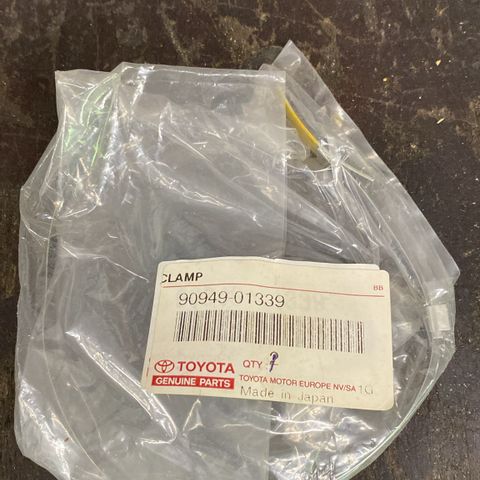 CLAMP
BB
90949-01339
TOYOTA
GENUINE PARTS
QTY:
TOYOTA MOTOR EUROPE NV/SA 1G
Made in Japan